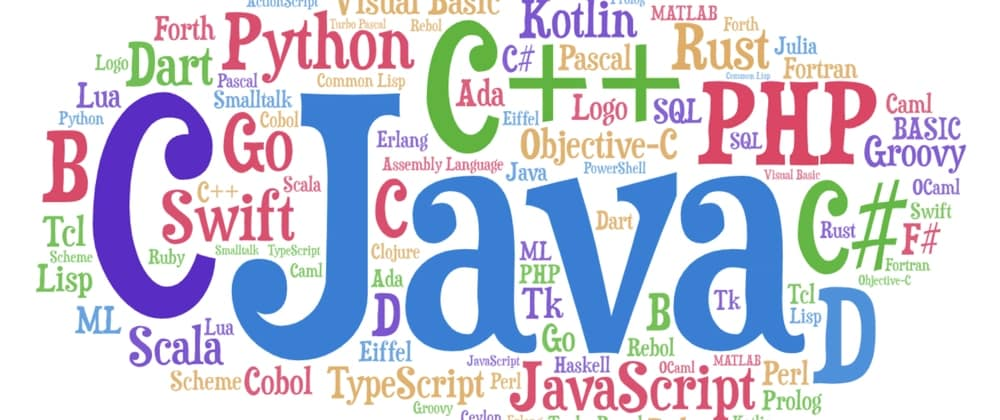 ActionScript
Visual Basic
Prolog
Turbo Pascal
Rebol
Kotlin
MATLAB
Forth
Forth
Python
C++
C#
Pascal
Rust
Julia
Logo
Dart
Pascal
Common Lisp
Common Lisp
Fortran
Lua
Smalltalk
Ada
Logo
SQL
PHP
Caml
Python
Cobol
Eiffel
BASIC
B
C
Go
Java
Erlang
Objective-C
SQL
Groovy
Assembly Language
Java
PowerShell
Visual Basic
Swift
C++
Scala
C
Dart
C#
Rust
OCaml
Swift
F#
Tcl
Scheme
Ruby
Smalltalk
TypeScript
Clojure
ML
Fortran
Lisp
Caml
Ada
PHP
Objective-C
ML
Lua
D
Tk
B
Tk
Tcl
Lisp
D
Scala
Eiffel
Go
Rebol
Scheme
Cobol
TypeScript
JavaScript
Perl
Haskell
OCaml
MATLAB
JavaScript
Perl
Prolog
Groovy
Ceylon
Kotlin